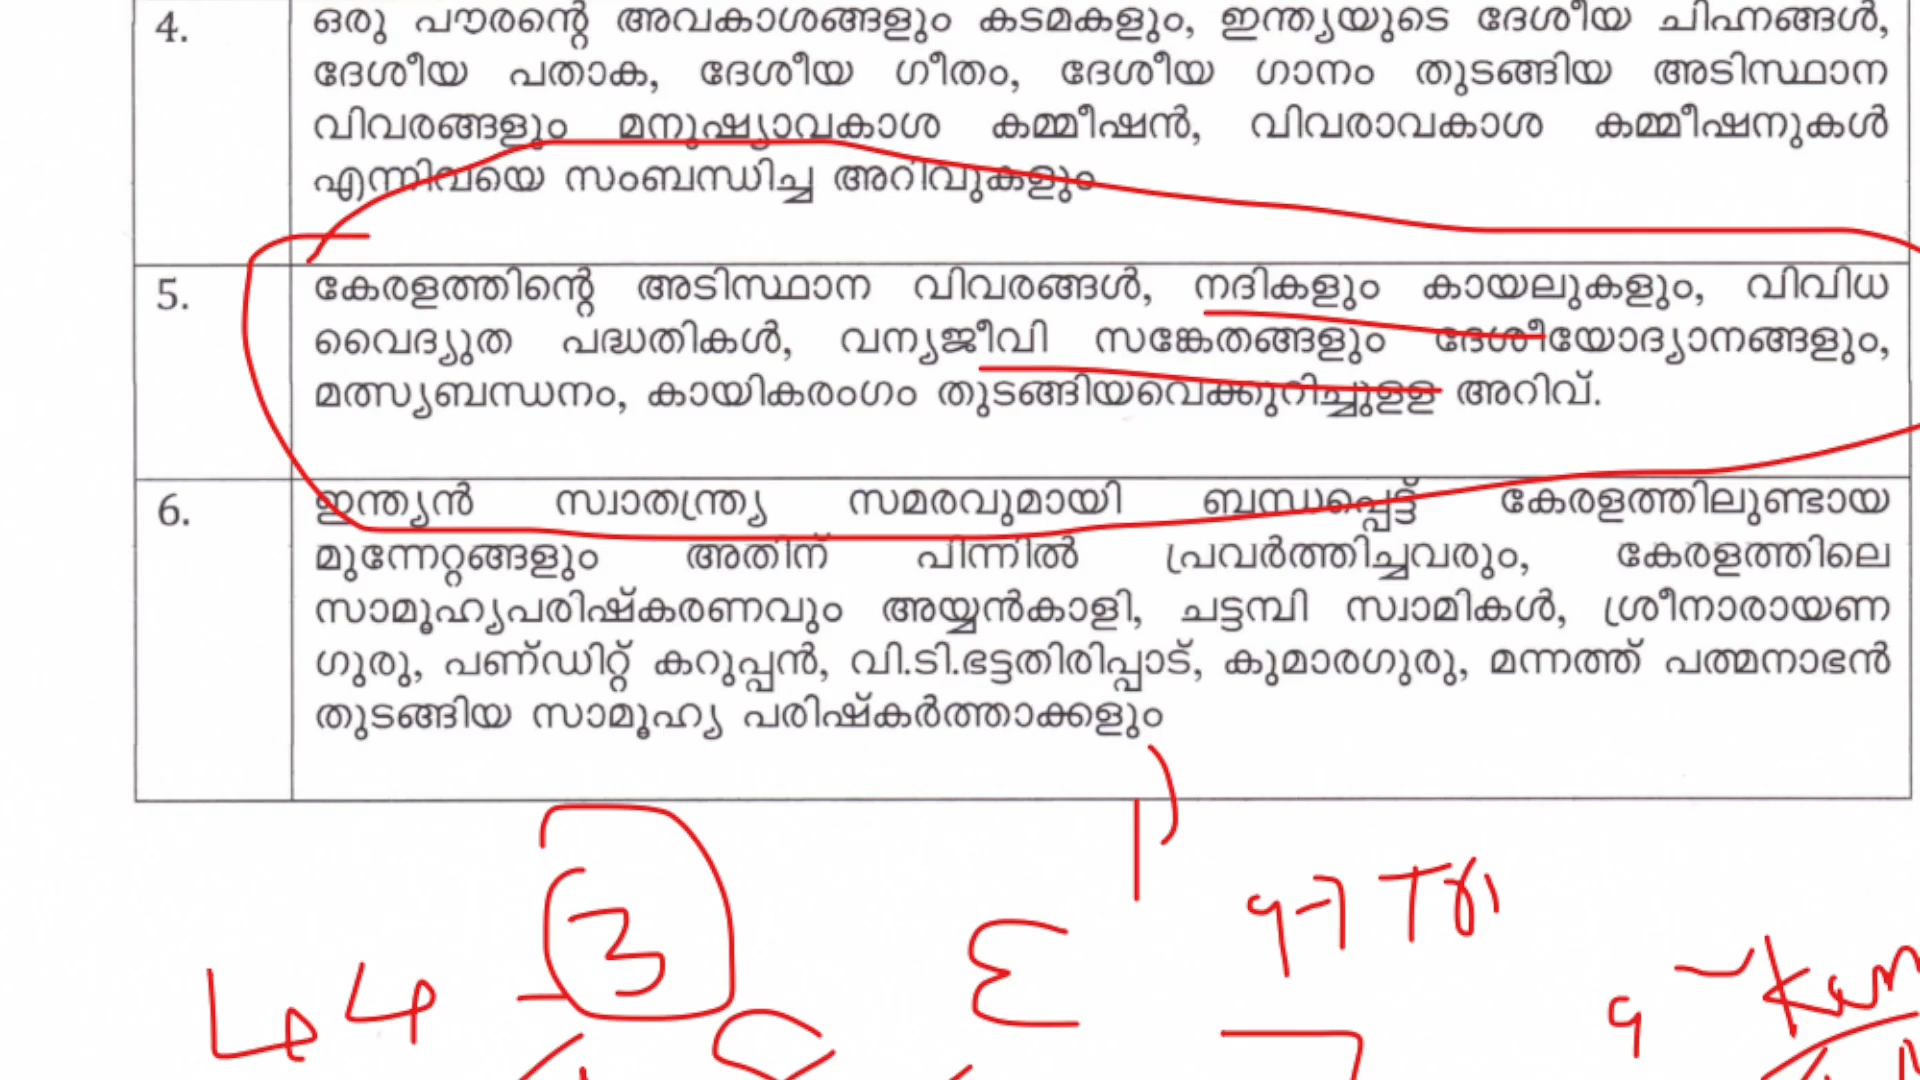 4. ഒരു പൗരന്റെ അവകാശങ്ങളും കടമകളും, ഇന്ത്യയുടെ ദേശീയ ചിഹ്നങ്ങൾ,
ദേശീയ പതാക, ദേശീയ ഗീതം, ദേശീയ ഗാനം തുടങ്ങിയ അടിസ്ഥാന
വിവരങ്ങളും മനുഷ്യാവകാശ കമ്മീഷൻ, വിവരാവകാശ കമ്മീഷനുകൾ
എന്നിവയെ സംബന്ധിച്ച അറിവുകളും
5. കേരളത്തിന്റെ അടിസ്ഥാന വിവരങ്ങൾ, നദികളും കായലുകളും, വിവിധ
വൈദ്യുത പദ്ധതികൾ, വന്യജീവി സങ്കേതങ്ങളും ദേശീയോദ്യാനങ്ങളും,
മത്സ്യബന്ധനം, കായികരംഗം തുടങ്ങിയവെക്കുറിച്ചുളള അറിവ്.
6. ഇന്ത്യൻ സ്വാതന്ത്ര്യ സമരവുമായി ബന്ധപ്പെട്ട് കേരളത്തിലുണ്ടായ
മുന്നേറ്റങ്ങളും അതിന് പിന്നിൽ പ്രവർത്തിച്ചവരും, കേരളത്തിലെ
സാമൂഹ്യപരിഷ്കരണവും അയ്യൻകാളി, ചട്ടമ്പി സ്വാമികൾ, ശ്രീനാരായണ
ഗുരു, പണ്ഡിറ്റ് കറുപ്പൻ, വി.ടി.ഭട്ടതിരിപ്പാട്, കുമാരഗുരു, മന്നത്ത് പത്മനാഭൻ
തുടങ്ങിയ സാമൂഹ്യ പരിഷ്കർത്താക്കളും
3